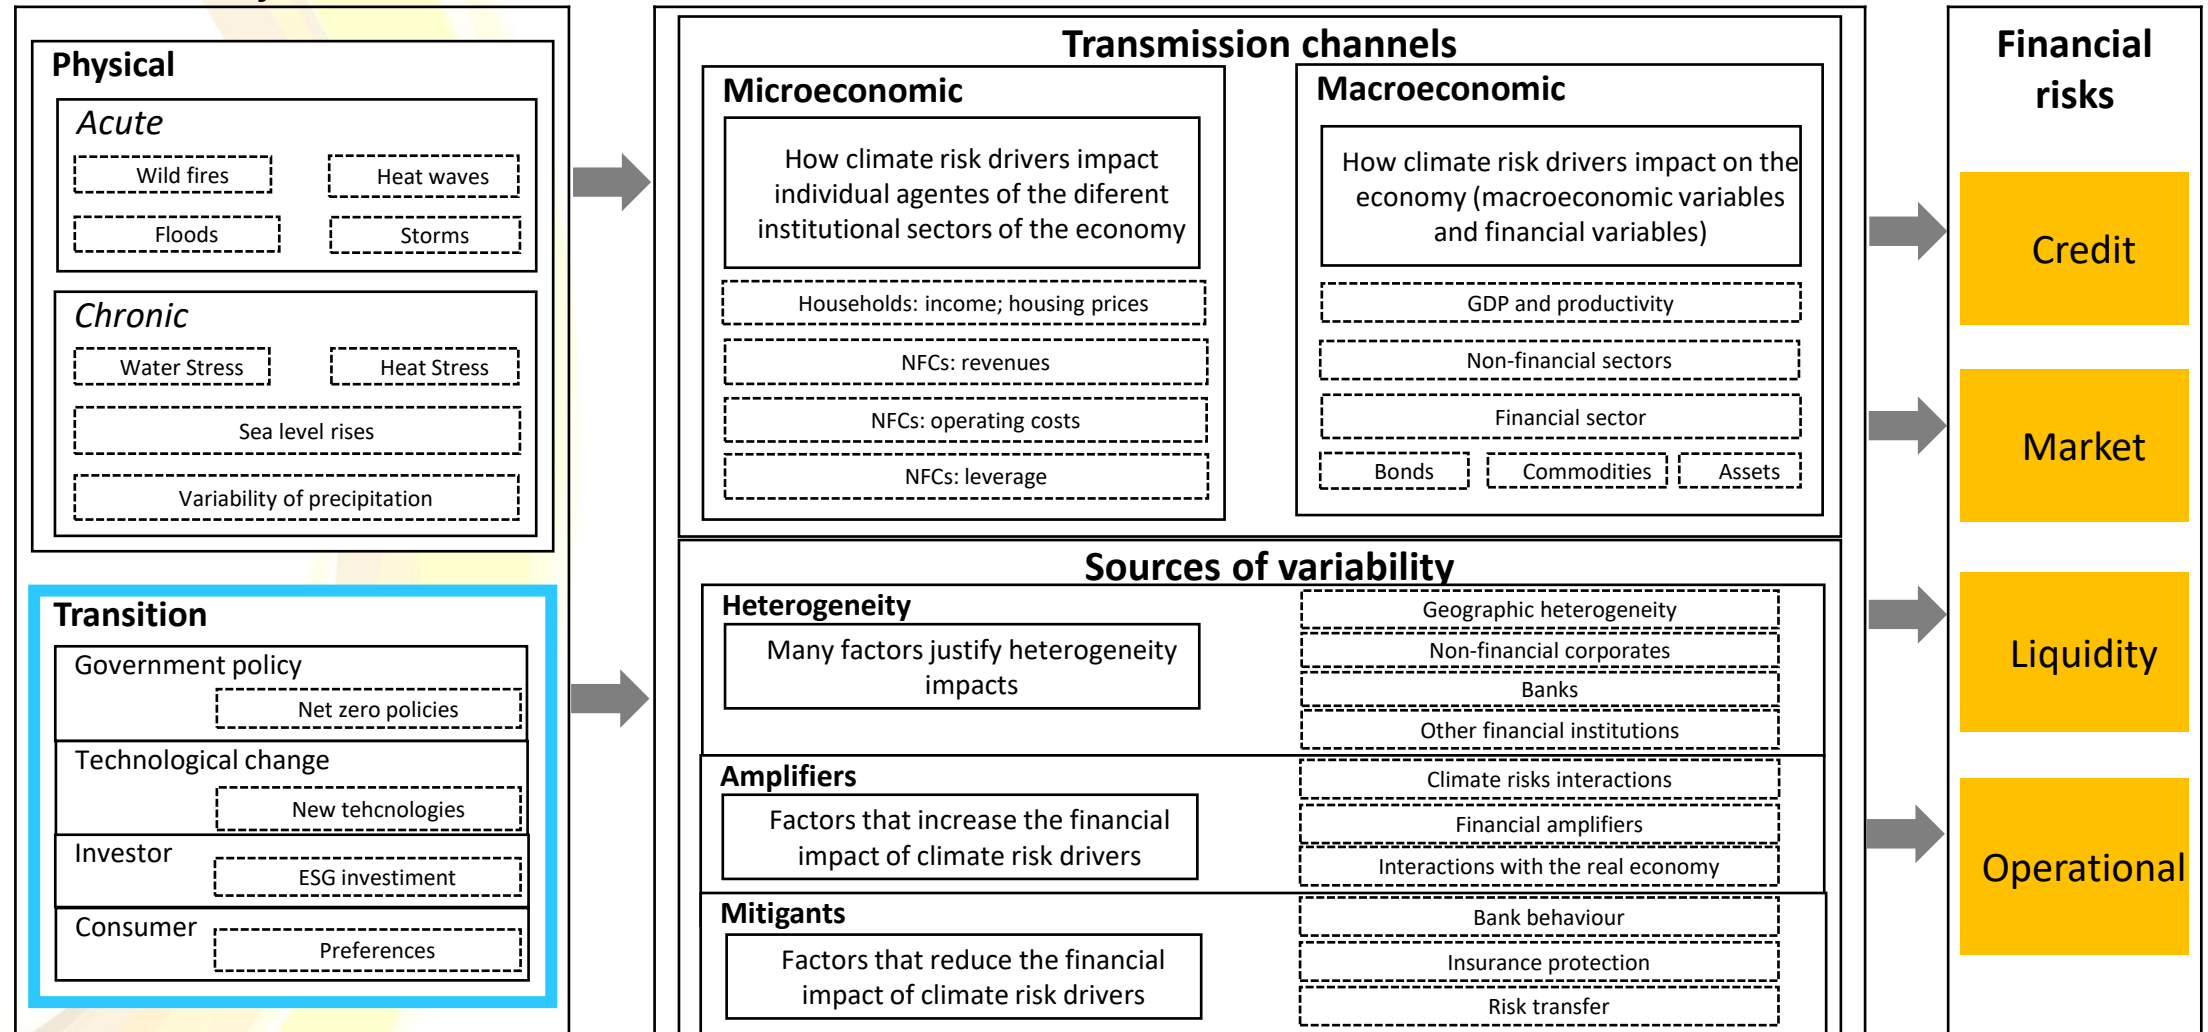 Physical
Acute
Wild fires
Heat waves
Floods
Storms
Chronic
Water Stress
Heat Stress
Sea level rises
Variability of precipitation
Transition
Government policy
Net zero policies
Technological change
New tehcnologies
Investor
ESG investiment
Consumer
Preferences
Transmission channels
Microeconomic
How climate risk drivers impact
individual agentes of the diferent
institutional sectors of the economy
Households: income; housing prices
NFCs: revenues
NFCs: operating costs
NFCs: leverage
Macroeconomic
How climate risk drivers impact on the
economy (macroeconomic variables
and financial variables)
GDP and productivity
Non-financial sectors
Financial sector
Bonds
Commodities
Assets
Sources of variability
Heterogeneity
Many factors justify heterogeneity
impacts
Geographic heterogeneity
Non-financial corporates
Banks
Other financial institutions
Amplifiers
Factors that increase the financial
impact of climate risk drivers
Climate risks interactions
Financial amplifiers
Interactions with the real economy
Mitigants
Factors that reduce the financial
impact of climate risk drivers
Bank behaviour
Insurance protection
Risk transfer
Financial
risks
Credit
Market
Liquidity
Operational